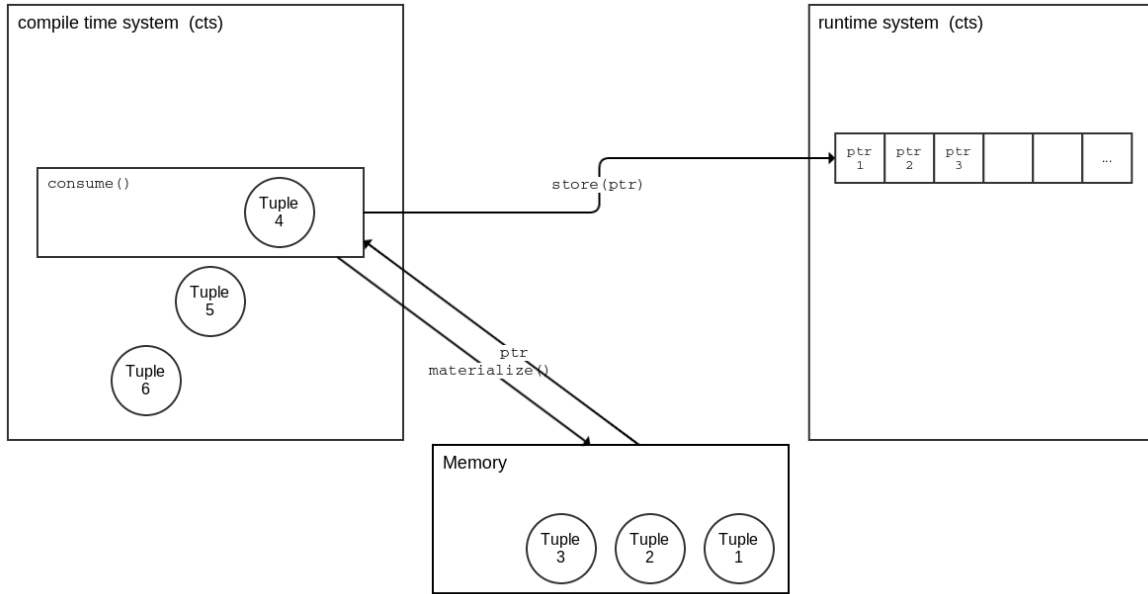 compile time system  (cts)
runtime system  (cts)
ptr
1
ptr
2
ptr
3
...
consume()
Tuple
4
store(ptr)
Tuple
5
Tuple
6
ptr
materialize()
Memory
Tuple
3
Tuple
2
Tuple
1